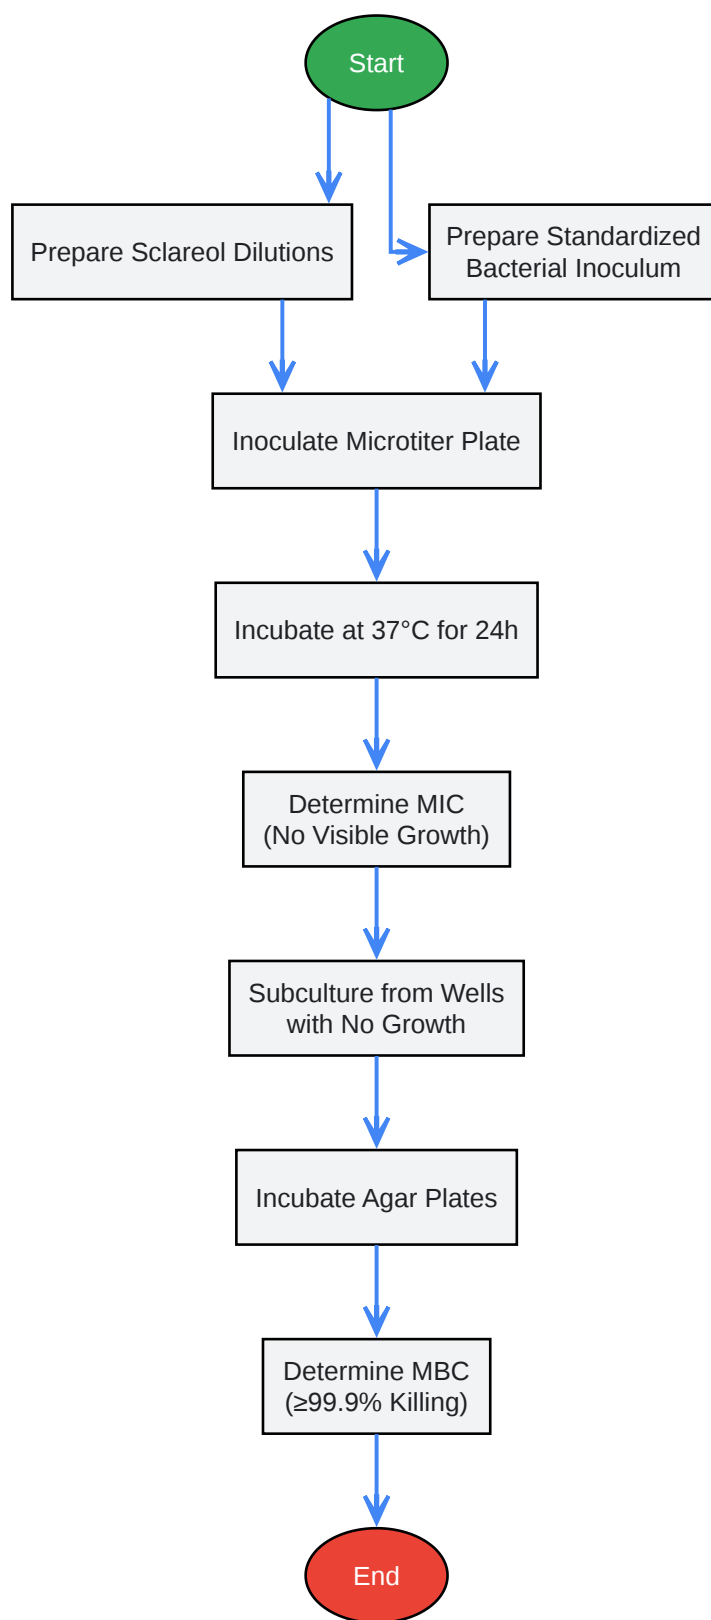 Start
Prepare Sclareol Dilutions
Prepare Standardized
Bacterial Inoculum
Inoculate Microtiter Plate
Incubate at 37°C for 24h
Determine MIC
(No Visible Growth)
Subculture from Wells
with No Growth
Incubate Agar Plates
Determine MBC
(≥99.9% Killing)
End